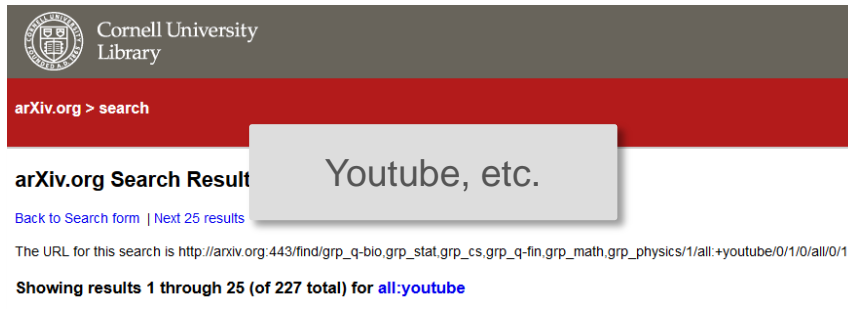 Cornell University
Library
arXiv.org > search
Youtube, etc.
arXiv.org Search Result
Back to Search form | Next 25 results
The URL for this search is http://arxiv.org:443/find/grp_q-bio,grp_stat,grp_cs,grp_q-fin,grp_math,grp_physics/1/all:+youtube/0/1/0/all/0/1
Showing results 1 through 25 (of 227 total) for all:youtube